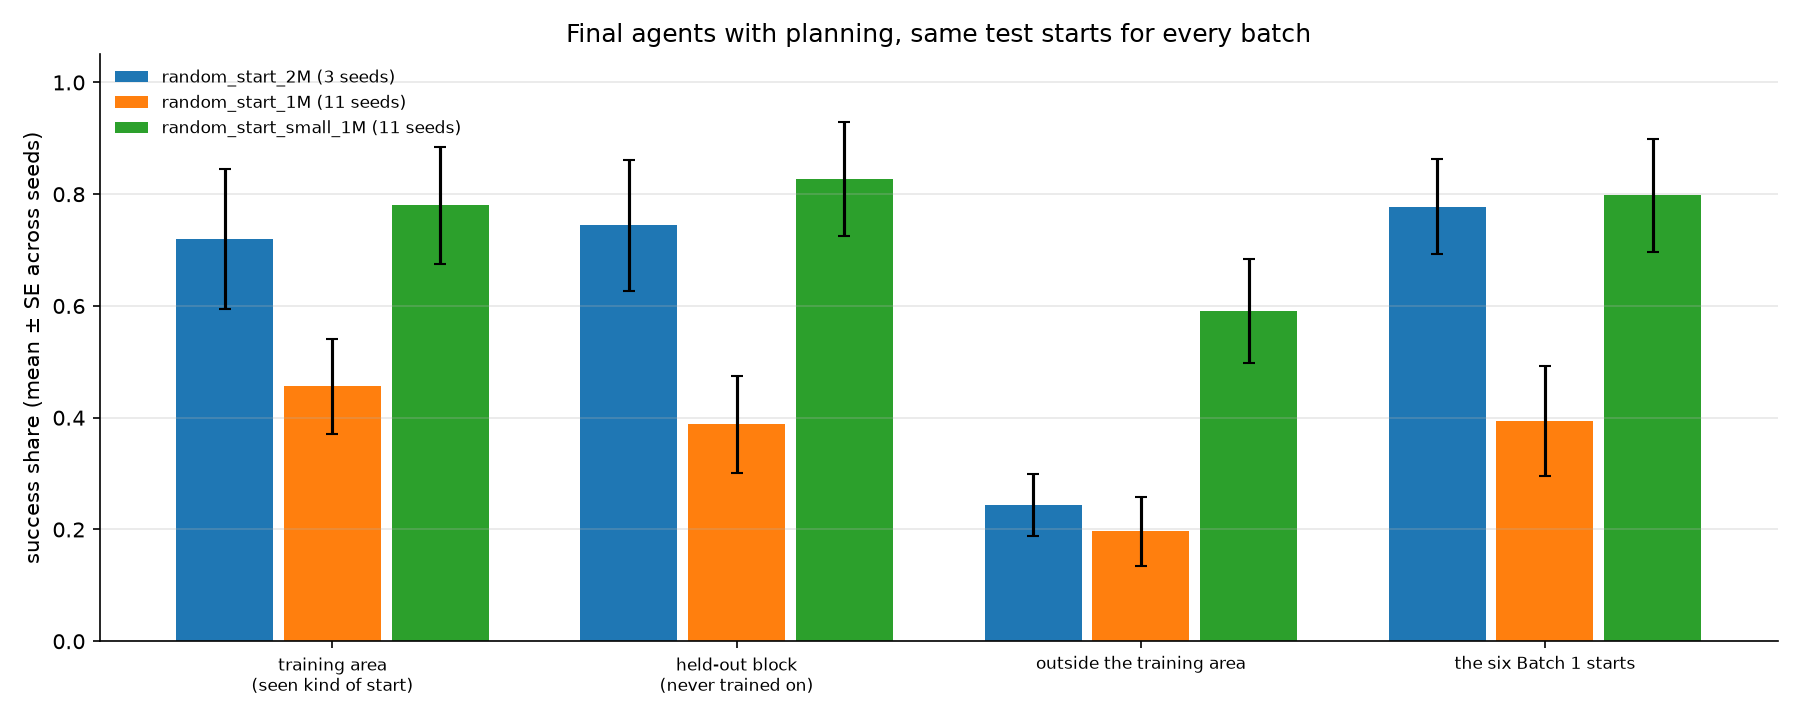 Final agents with planning, same test starts for every batch
random_start_2M (3 seeds)
random_start_1M (11 seeds)
random_start_small_1M (11 seeds)
success share (mean ± SE across seeds)
1.0
0.8
0.6
0.4
0.2
0.0
training area
(seen kind of start)
held-out block
(never trained on)
outside the training area
the six Batch 1 starts